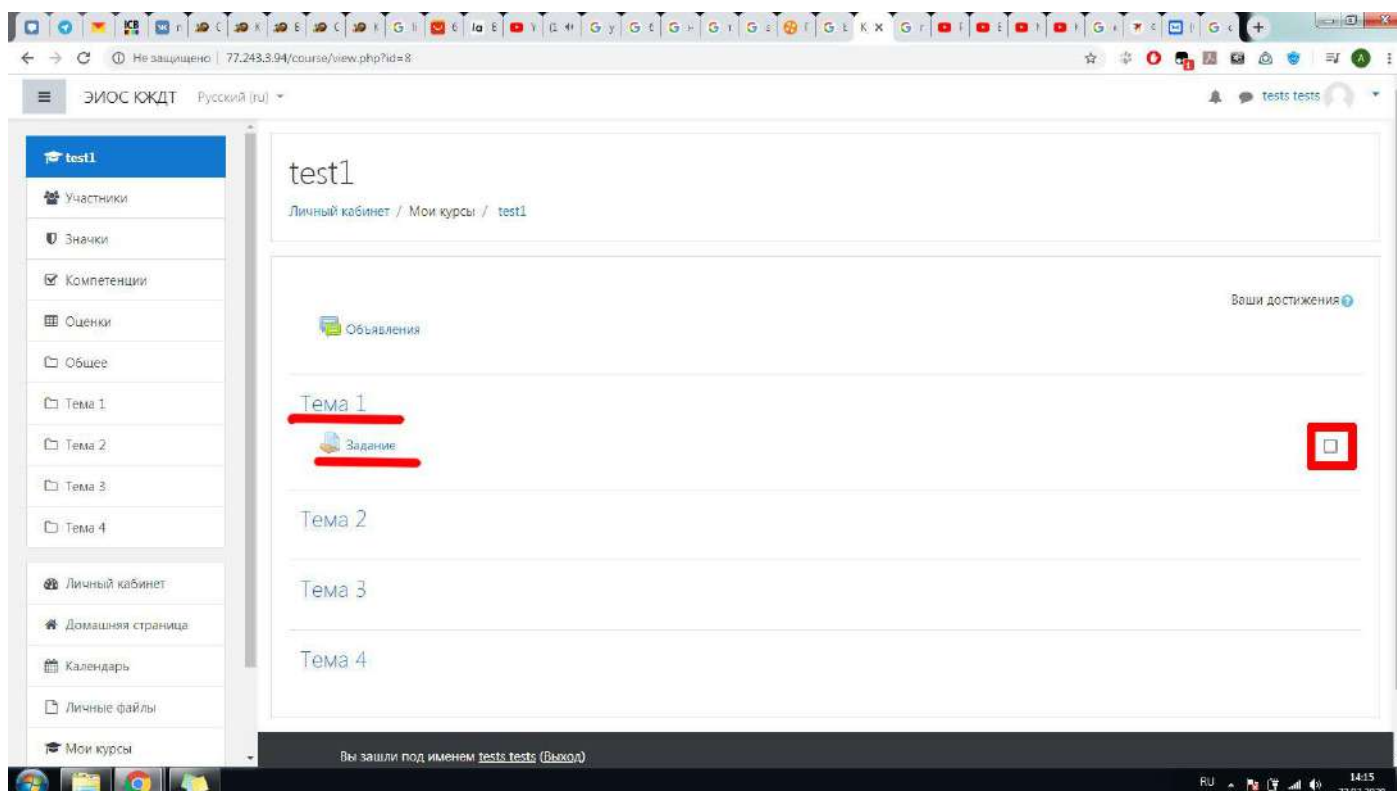 Не защищено 77.243.3.94/course/view.php?id=8
ЭИОС КЖДТ Русский (ru)
tests tests
test1
Участники
Значки
Компетенции
Оценки
Общее
Тема 1
Тема 2
Тема 3
Тема 4
Личный кабинет
Домашняя страница
Календарь
Личные файлы
Мои курсы
test1
Личный кабинет / Мои курсы / test1
Ваши достижения
Объявления
Тема 1
Задание
Тема 2
Тема 3
Тема 4
Вы зашли под именем tests tests (Выход)
RU
14:15